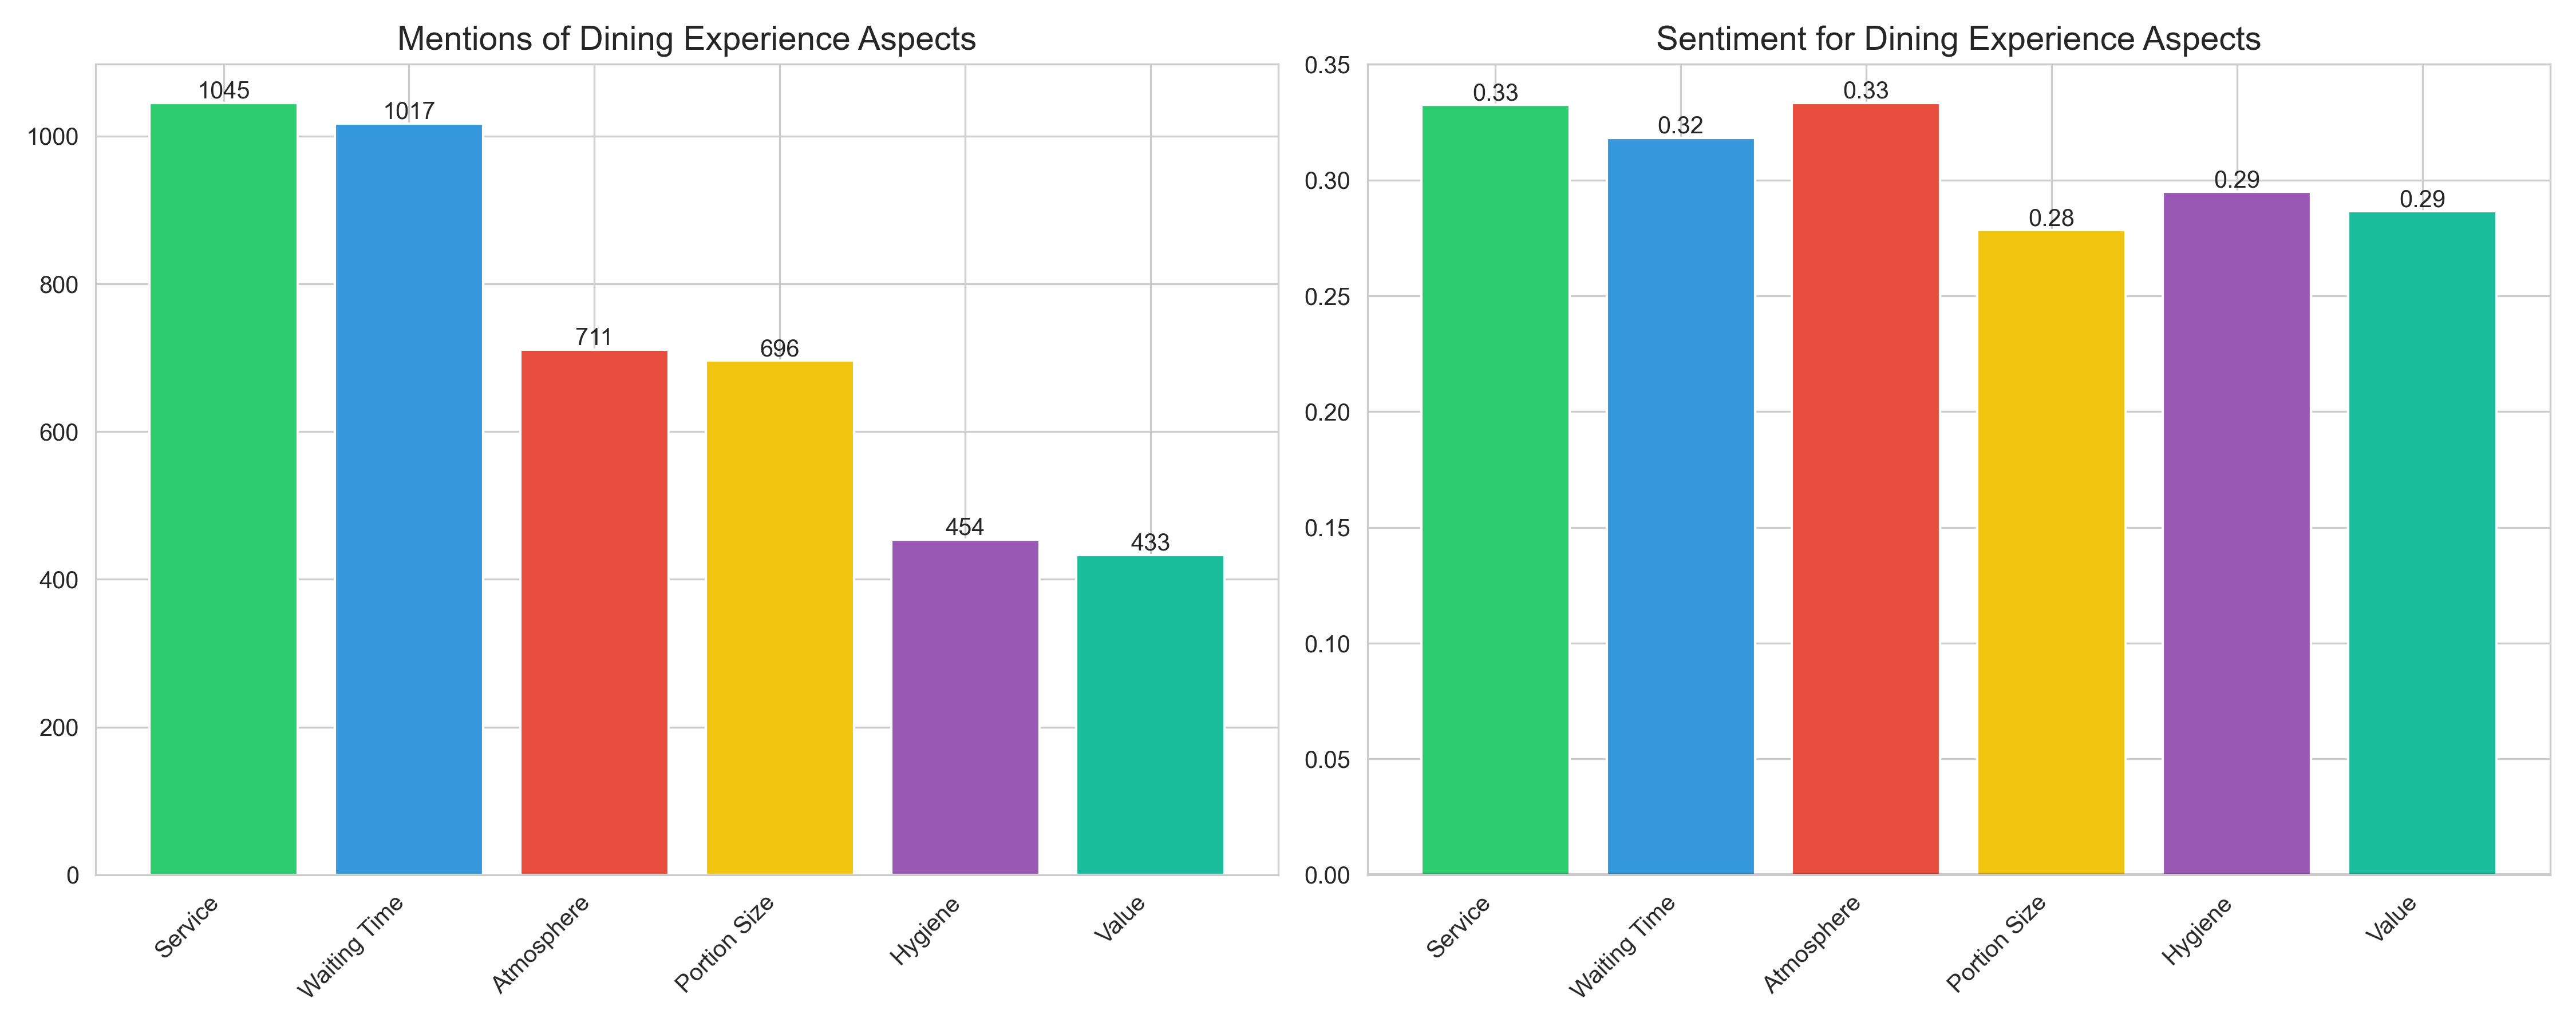 Mentions of Dining Experience Aspects
1045
1017
711
696
454
433
1000
800
600
400
200
0
Service
Waiting Time
Atmosphere
Portion Size
Hygiene
Value
Sentiment for Dining Experience Aspects
0.33
0.32
0.33
0.28
0.29
0.29
0.35
0.30
0.25
0.20
0.15
0.10
0.05
0.00
Service
Waiting Time
Atmosphere
Portion Size
Hygiene
Value